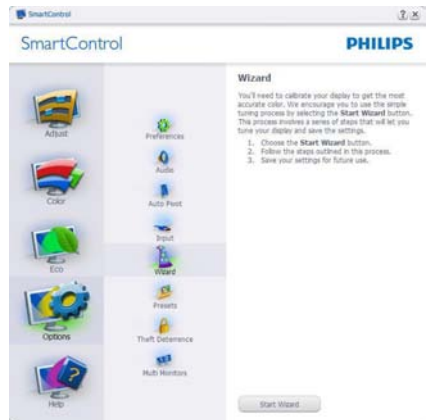 SmartControl
SmartControl
PHILIPS
Adjust
Color
Eco
Options
Help
Preferences
Audio
Auto Pivot
Input
Wizard
Presets
Theft Deterrence
Multi Monitors
Wizard
You'll need to calibrate your display to get the most
accurate color. We encourage you to use the simple
tuning process by selecting the Start Wizard button.
This process involves a series of steps that will let you
tune your display and save the settings.
1. Choose the Start Wizard button.
2. Follow the steps outlined in this process.
3. Save your settings for future use.
Start Wizard